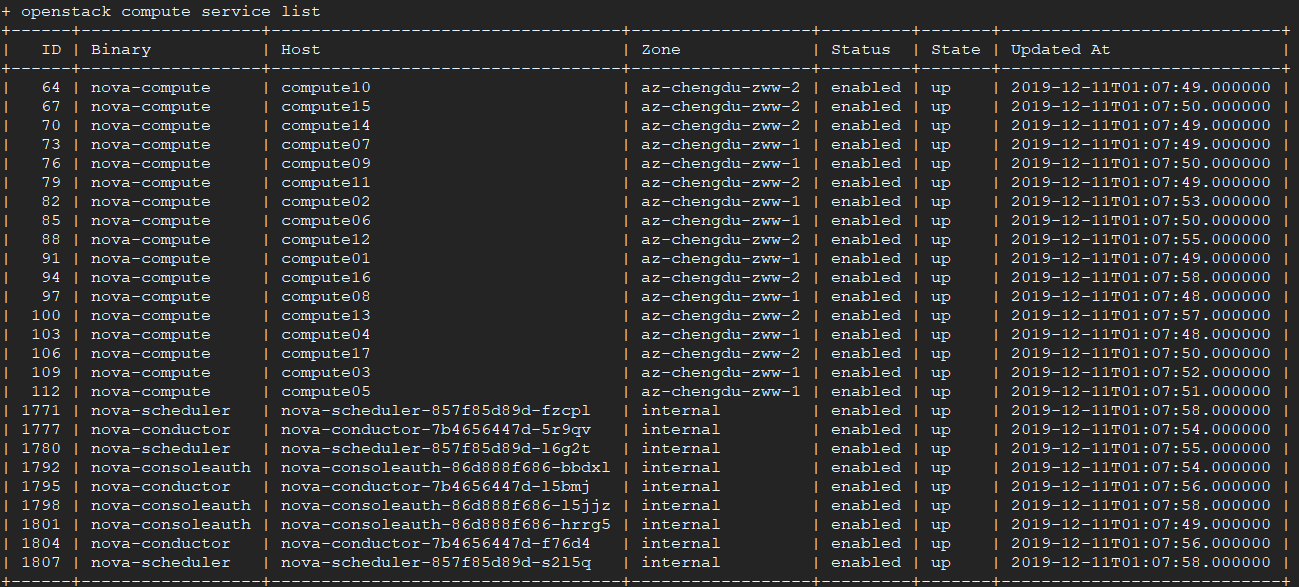 + openstack compute service list
+------+------------------+-----------------------------------+------------------+---------+-------+----------------------------+
|   ID | Binary           | Host                              | Zone             | Status  | State | Updated At                 |
+------+------------------+-----------------------------------+------------------+---------+-------+----------------------------+
|   64 | nova-compute     | compute10                         | az-chengdu-zww-2 | enabled | up    | 2019-12-11T01:07:49.000000 |
|   67 | nova-compute     | compute15                         | az-chengdu-zww-2 | enabled | up    | 2019-12-11T01:07:50.000000 |
|   70 | nova-compute     | compute14                         | az-chengdu-zww-2 | enabled | up    | 2019-12-11T01:07:49.000000 |
|   73 | nova-compute     | compute07                         | az-chengdu-zww-1 | enabled | up    | 2019-12-11T01:07:49.000000 |
|   76 | nova-compute     | compute09                         | az-chengdu-zww-1 | enabled | up    | 2019-12-11T01:07:50.000000 |
|   79 | nova-compute     | compute11                         | az-chengdu-zww-2 | enabled | up    | 2019-12-11T01:07:49.000000 |
|   82 | nova-compute     | compute02                         | az-chengdu-zww-1 | enabled | up    | 2019-12-11T01:07:53.000000 |
|   85 | nova-compute     | compute06                         | az-chengdu-zww-1 | enabled | up    | 2019-12-11T01:07:50.000000 |
|   88 | nova-compute     | compute12                         | az-chengdu-zww-2 | enabled | up    | 2019-12-11T01:07:55.000000 |
|   91 | nova-compute     | compute01                         | az-chengdu-zww-1 | enabled | up    | 2019-12-11T01:07:49.000000 |
|   94 | nova-compute     | compute16                         | az-chengdu-zww-2 | enabled | up    | 2019-12-11T01:07:58.000000 |
|   97 | nova-compute     | compute08                         | az-chengdu-zww-1 | enabled | up    | 2019-12-11T01:07:48.000000 |
|  100 | nova-compute     | compute13                         | az-chengdu-zww-2 | enabled | up    | 2019-12-11T01:07:57.000000 |
|  103 | nova-compute     | compute04                         | az-chengdu-zww-1 | enabled | up    | 2019-12-11T01:07:48.000000 |
|  106 | nova-compute     | compute17                         | az-chengdu-zww-2 | enabled | up    | 2019-12-11T01:07:50.000000 |
|  109 | nova-compute     | compute03                         | az-chengdu-zww-1 | enabled | up    | 2019-12-11T01:07:52.000000 |
|  112 | nova-compute     | compute05                         | az-chengdu-zww-1 | enabled | up    | 2019-12-11T01:07:51.000000 |
| 1771 | nova-scheduler   | nova-scheduler-857f85d89d-fzcpl   | internal         | enabled | up    | 2019-12-11T01:07:58.000000 |
| 1777 | nova-conductor   | nova-conductor-7b4656447d-5r9qv   | internal         | enabled | up    | 2019-12-11T01:07:54.000000 |
| 1780 | nova-scheduler   | nova-scheduler-857f85d89d-l6g2t   | internal         | enabled | up    | 2019-12-11T01:07:55.000000 |
| 1792 | nova-consoleauth | nova-consoleauth-86d888f686-bbdxl | internal         | enabled | up    | 2019-12-11T01:07:54.000000 |
| 1795 | nova-conductor   | nova-conductor-7b4656447d-l5bmj   | internal         | enabled | up    | 2019-12-11T01:07:56.000000 |
| 1798 | nova-consoleauth | nova-consoleauth-86d888f686-l5jjz | internal         | enabled | up    | 2019-12-11T01:07:58.000000 |
| 1801 | nova-consoleauth | nova-consoleauth-86d888f686-hrrg5 | internal         | enabled | up    | 2019-12-11T01:07:49.000000 |
| 1804 | nova-conductor   | nova-conductor-7b4656447d-f76d4   | internal         | enabled | up    | 2019-12-11T01:07:56.000000 |
| 1807 | nova-scheduler   | nova-scheduler-857f85d89d-s2l5q   | internal         | enabled | up    | 2019-12-11T01:07:58.000000 |
+------+------------------+-----------------------------------+------------------+---------+-------+----------------------------+